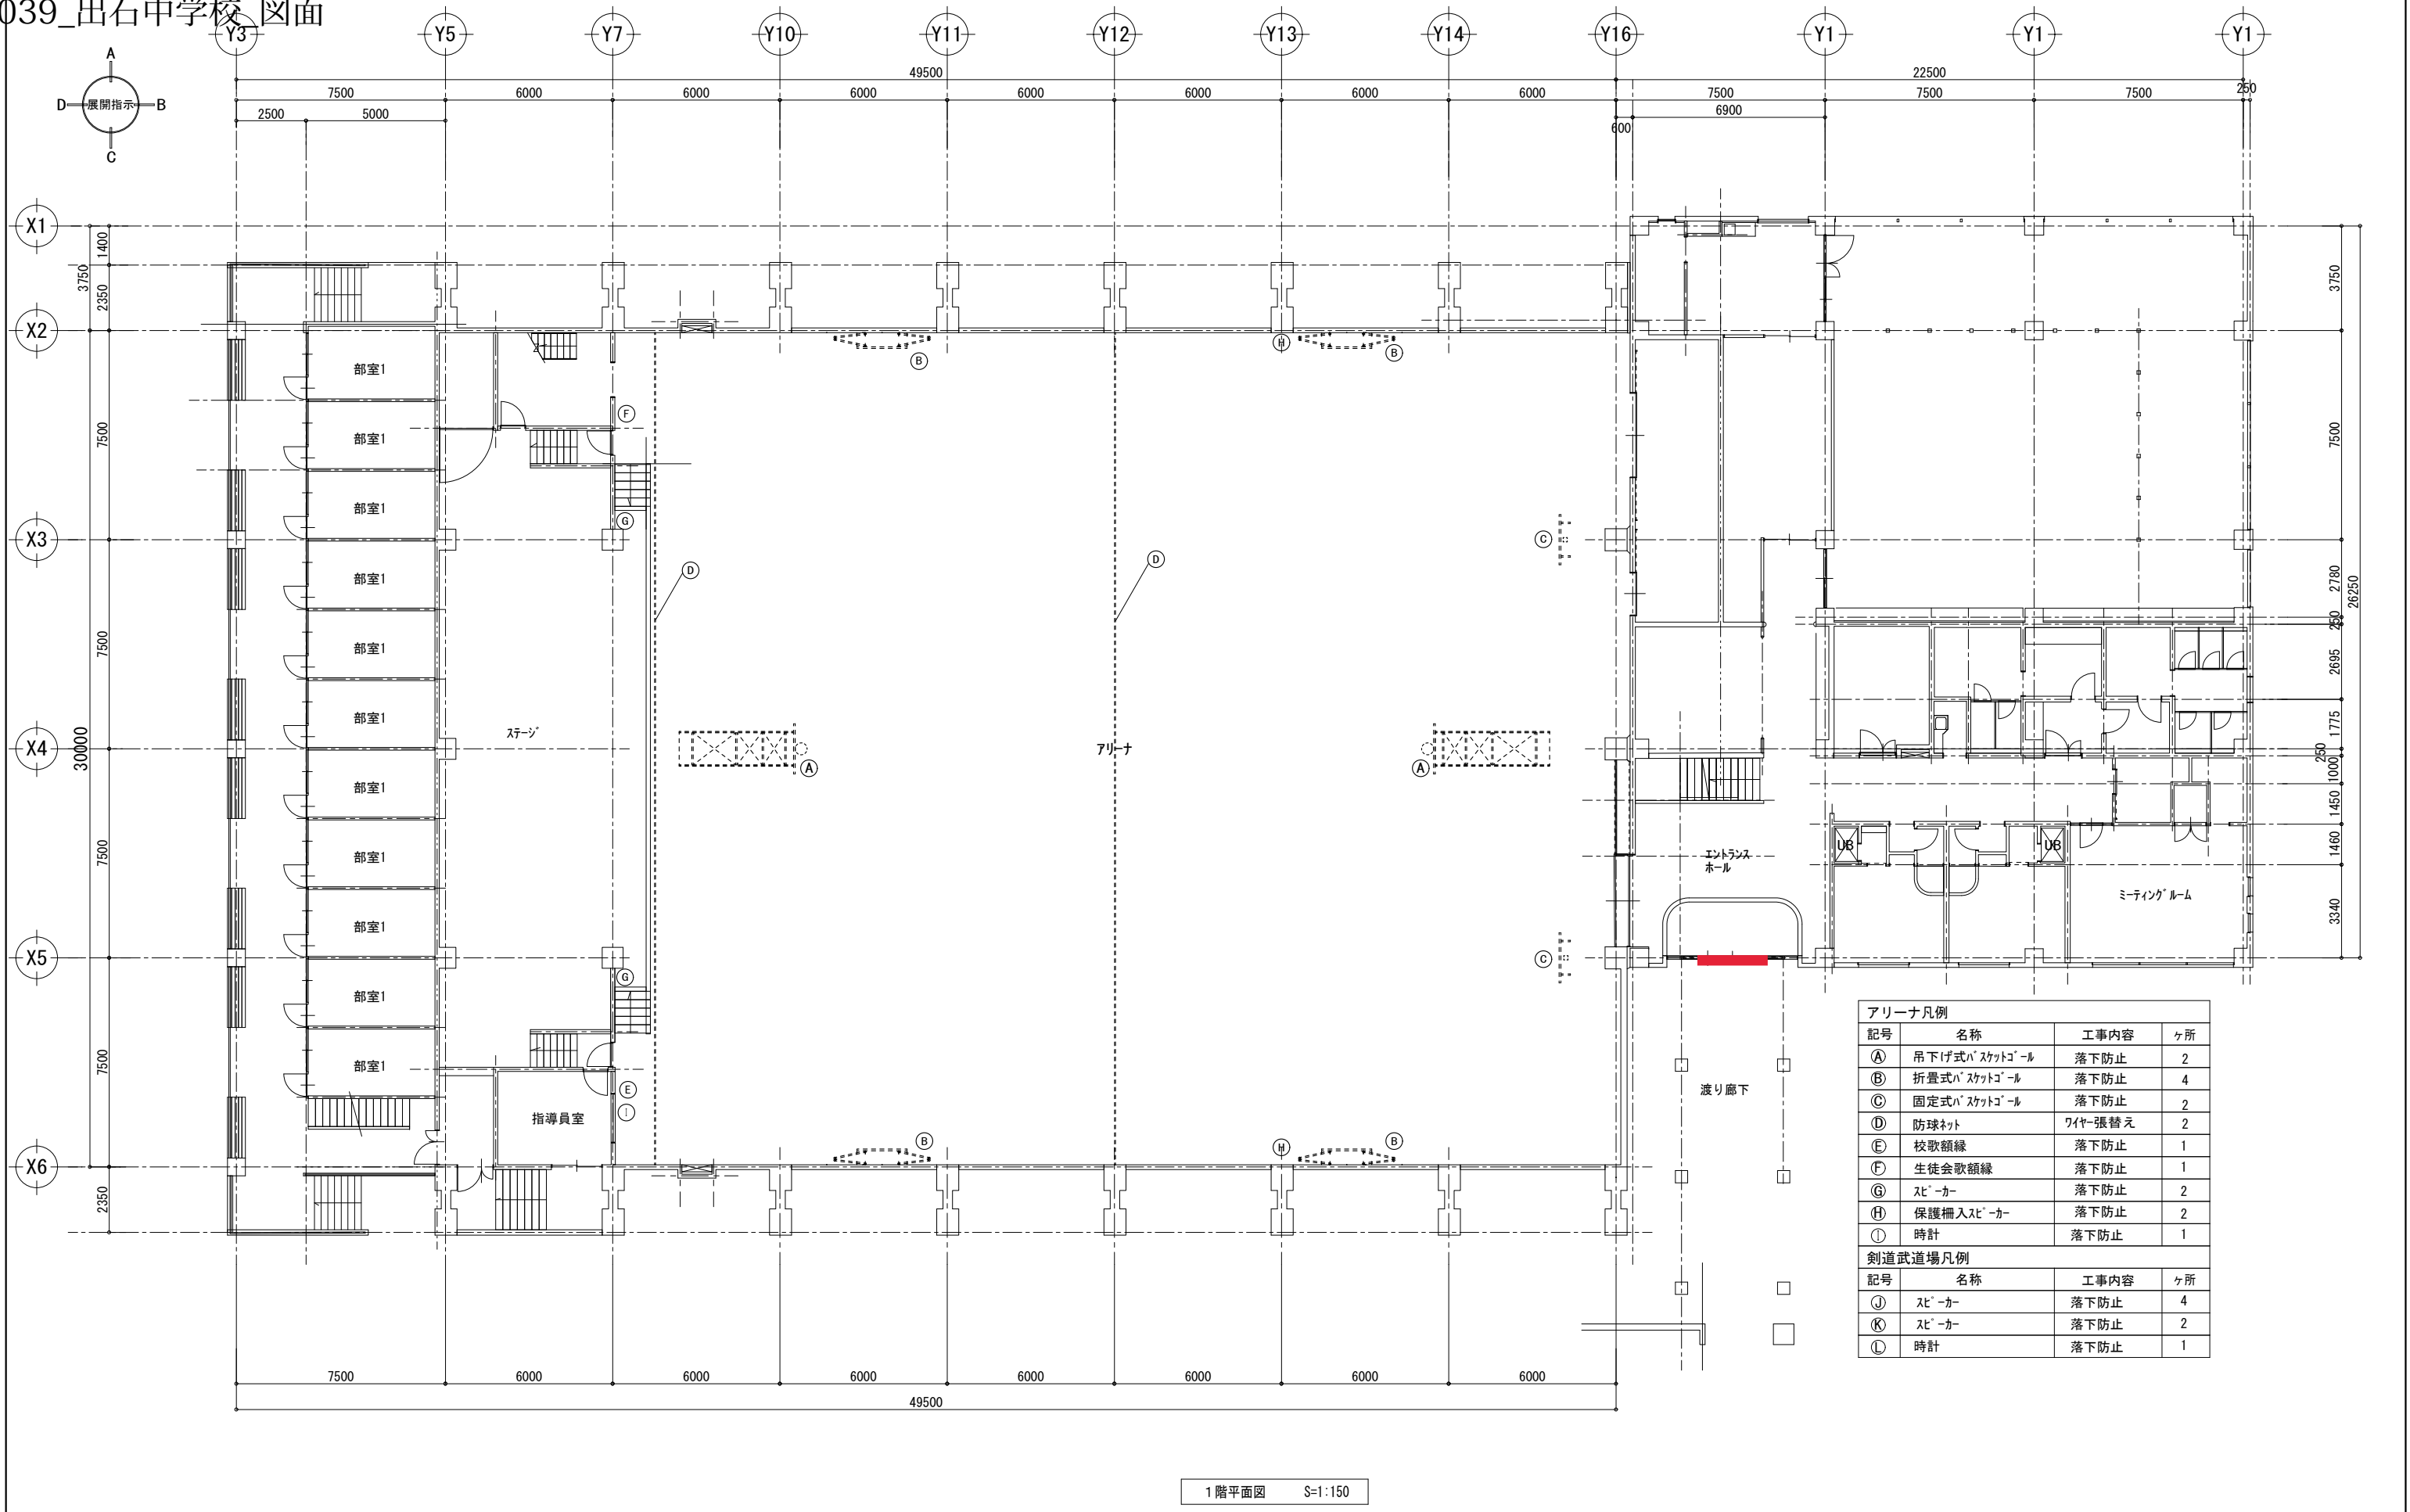 039_出石中学校_図面
Y3 Y5 Y7 Y10 Y11 Y12 Y13 Y14 Y16 Y1 Y1 Y1
49500 22500
7500 6000 6000 6000 6000 6000 6000 6000 7500 7500 7500 250
2500 5000 600 6900
A
D 展開指示 B
C
X1
X2
X3
X4
X5
X6
1400
3750
2350
7500
7500
30000
7500
7500
2350
3750
7500
2780
26250
250
2695
1775
250
1000
1450
1460
3340
部室1
部室1
部室1
部室1
部室1
部室1
部室1
部室1
部室1
部室1
部室1
ステージ
アリーナ
指導員室
エントランス
ホール
UB UB
ミーティングルーム
渡り廊下
B H B
F
G
D D
C
A A
G
C
E
I
B H B
アリーナ凡例
記号 名称 工事内容 ヶ所
Ⓐ 吊下げ式バスケットゴール 落下防止 2
Ⓑ 折畳式バスケットゴール 落下防止 4
Ⓒ 固定式バスケットゴール 落下防止 2
Ⓓ 防球ネット ワイヤー張替え 2
Ⓔ 校歌額縁 落下防止 1
Ⓕ 生徒会歌額縁 落下防止 1
Ⓖ スピーカー 落下防止 2
Ⓗ 保護柵入スピーカー 落下防止 2
Ⓘ 時計 落下防止 1
剣道武道場凡例
記号 名称 工事内容 ヶ所
Ⓙ スピーカー 落下防止 4
Ⓚ スピーカー 落下防止 2
Ⓛ 時計 落下防止 1
7500 6000 6000 6000 6000 6000 6000 6000
49500
1階平面図 S=1:150